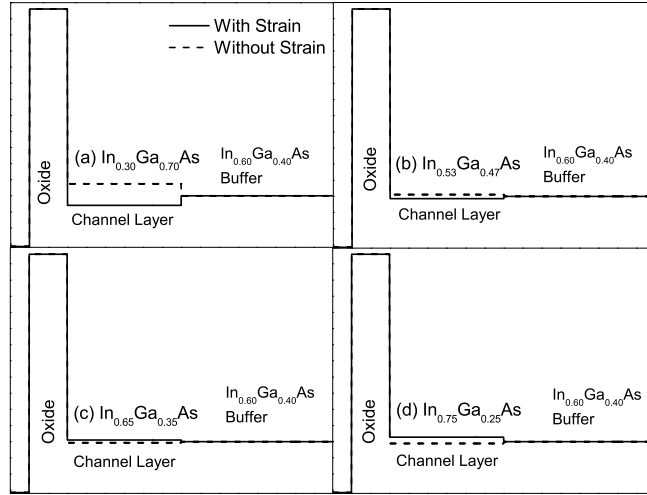 With Strain
Without Strain
Oxide
(a) In0.30Ga0.70As
In0.60Ga0.40As
Buffer
Channel Layer
Oxide
(b) In0.53Ga0.47As
In0.60Ga0.40As
Buffer
Channel Layer
Oxide
(c) In0.65Ga0.35As
In0.60Ga0.40As
Buffer
Channel Layer
Oxide
(d) In0.75Ga0.25As
In0.60Ga0.40As
Buffer
Channel Layer